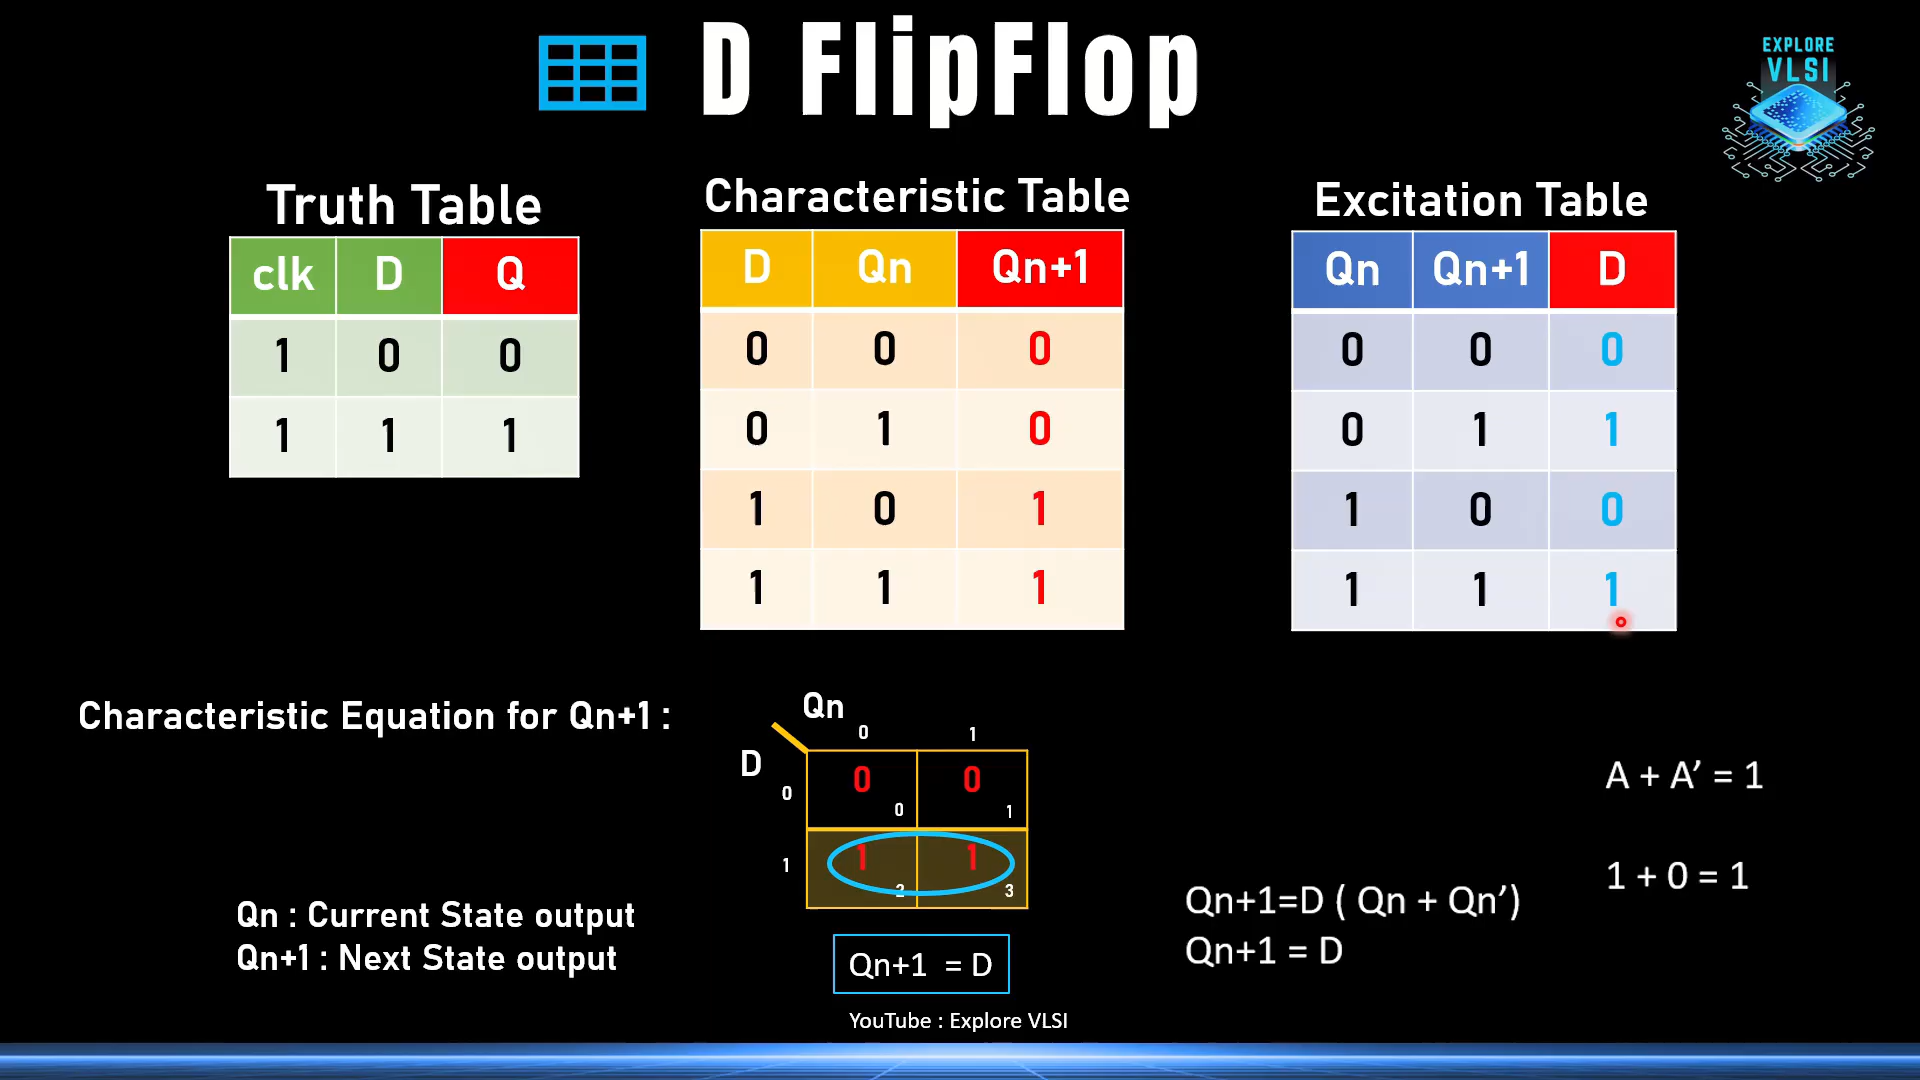 D FlipFlop
EXPLORE
VLSI
Truth Table
clk D Q
1 0 0
1 1 1
Characteristic Table
D Qn Qn+1
0 0 0
0 1 0
1 0 1
1 1 1
Excitation Table
Qn Qn+1 D
0 0 0
0 1 1
1 0 0
1 1 1
Characteristic Equation for Qn+1 :
Qn
0 1
D
0 0 0
0 1
1 1 1
2 3
Qn+1 = D
Qn : Current State output
Qn+1 : Next State output
Qn+1=D ( Qn + Qn’)
Qn+1 = D
A + A’ = 1
1 + 0 = 1
YouTube : Explore VLSI